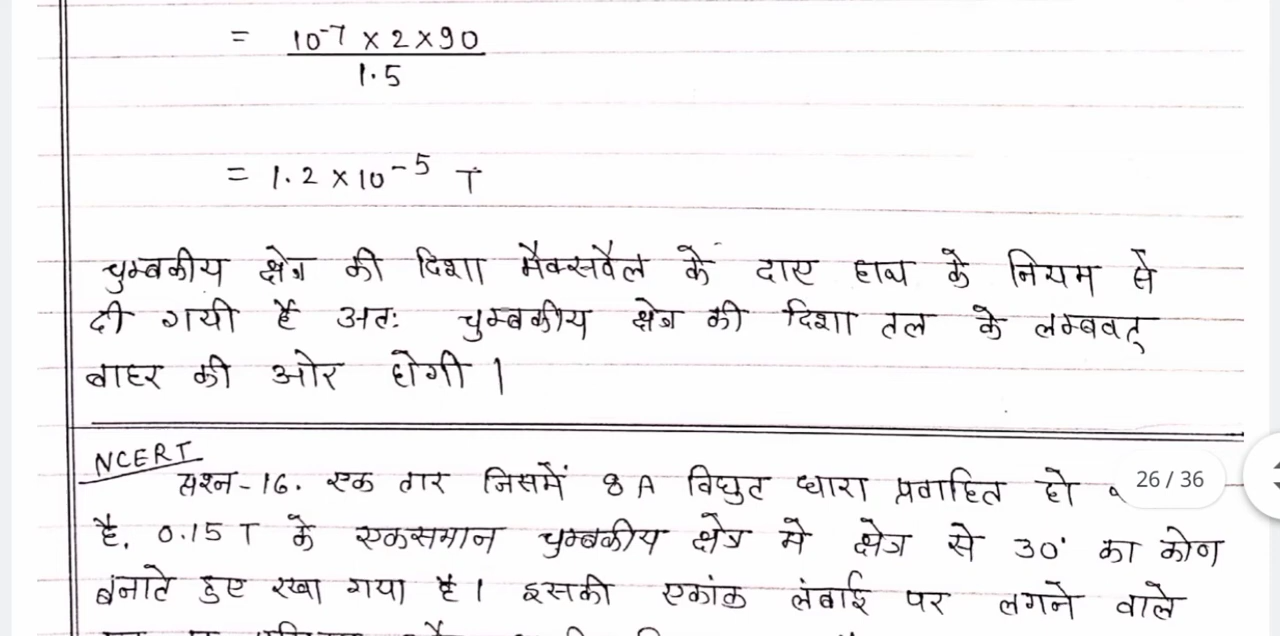 = 10⁻⁷ × 2 × 90
1.5
= 1.2 × 10⁻⁵ T
चुम्बकीय क्षेत्र की दिशा मैक्सवैल के दाए हाथ के नियम से
दी गयी है अतः चुम्बकीय क्षेत्र की दिशा तल के लम्बवत्
बाहर की ओर होगी।
NCERT
प्रश्न-16. एक तार जिसमें 8 A विघुत धारा प्रवाहित हो
26 / 36
है, 0.15 T के एकसमान चुम्बकीय क्षेत्र मे क्षेत्र से 30° का कोण
बनाते हुए रखा गया है। इसकी एकांक लंबाई पर लगने वाले